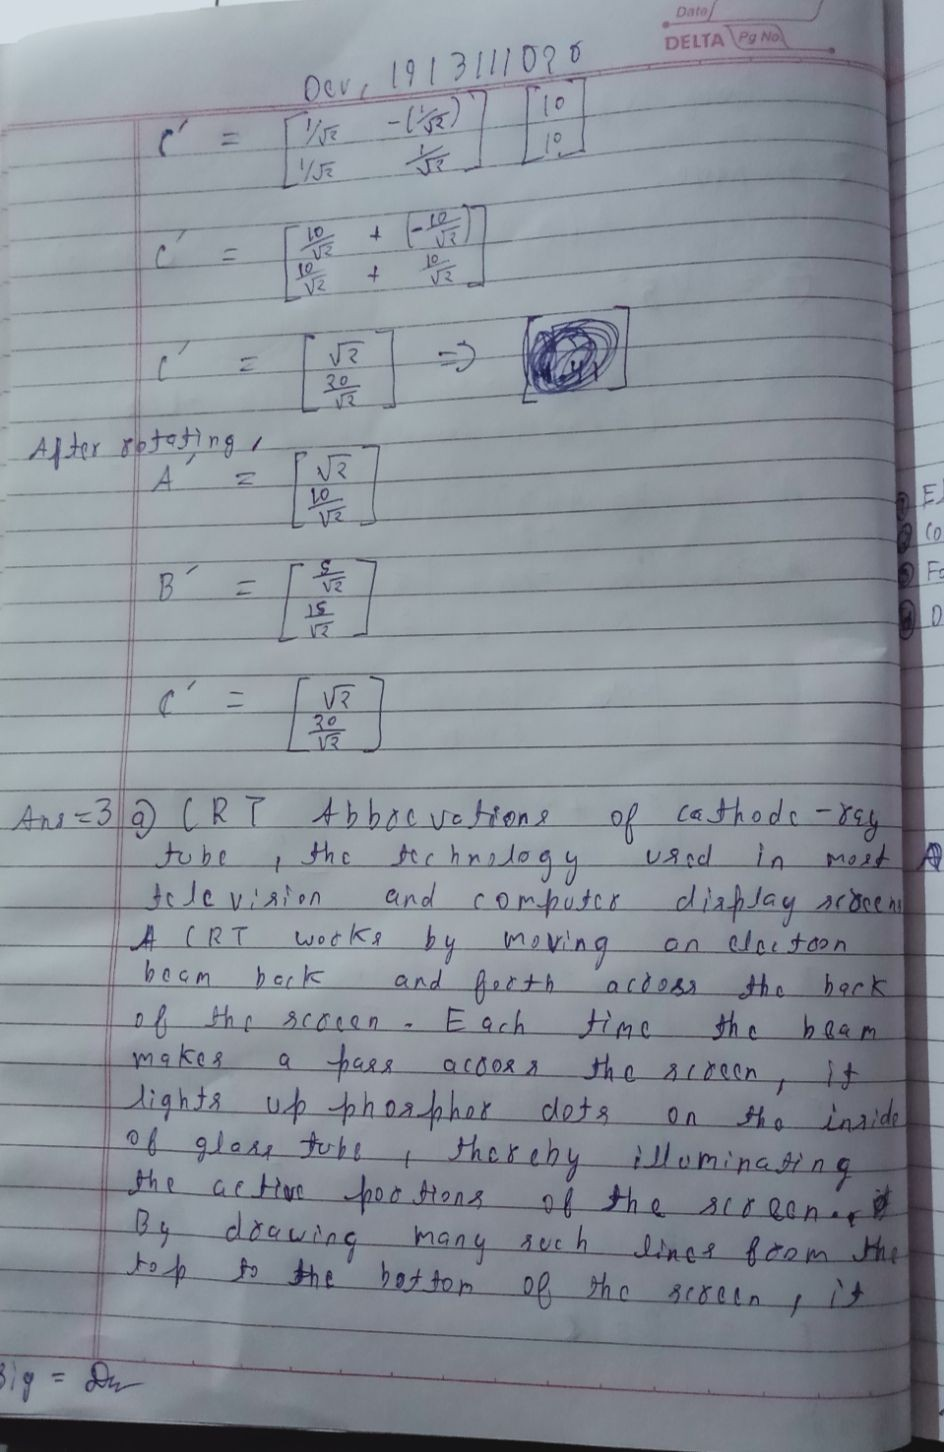 Date
DELTA Pg No
Dev, 1913111020
C' = [1/√2 -(1/√2) 1/√2 1/√2] [10 10]
C' = [10/√2 + (-10/√2) 10/√2 + 10/√2]
C' = [√2 20/√2] =>
After rotating,
A' = [√2 10/√2]
B' = [5/√2 15/√2]
C' = [√2 20/√2]
Ans=3 a) CRT Abbrevations of cathode-ray
tube, the technology used in most
television and computer display screens
A CRT works by moving an electron
beam back and forth across the back
of the screen. Each time the beam
makes a pass across the screen, it
lights up phosphor dots on the inside
of glass tube, thereby illuminating
the active portions of the screen.
By drawing many such lines from the
top to the bottom of the screen, it
Sig =